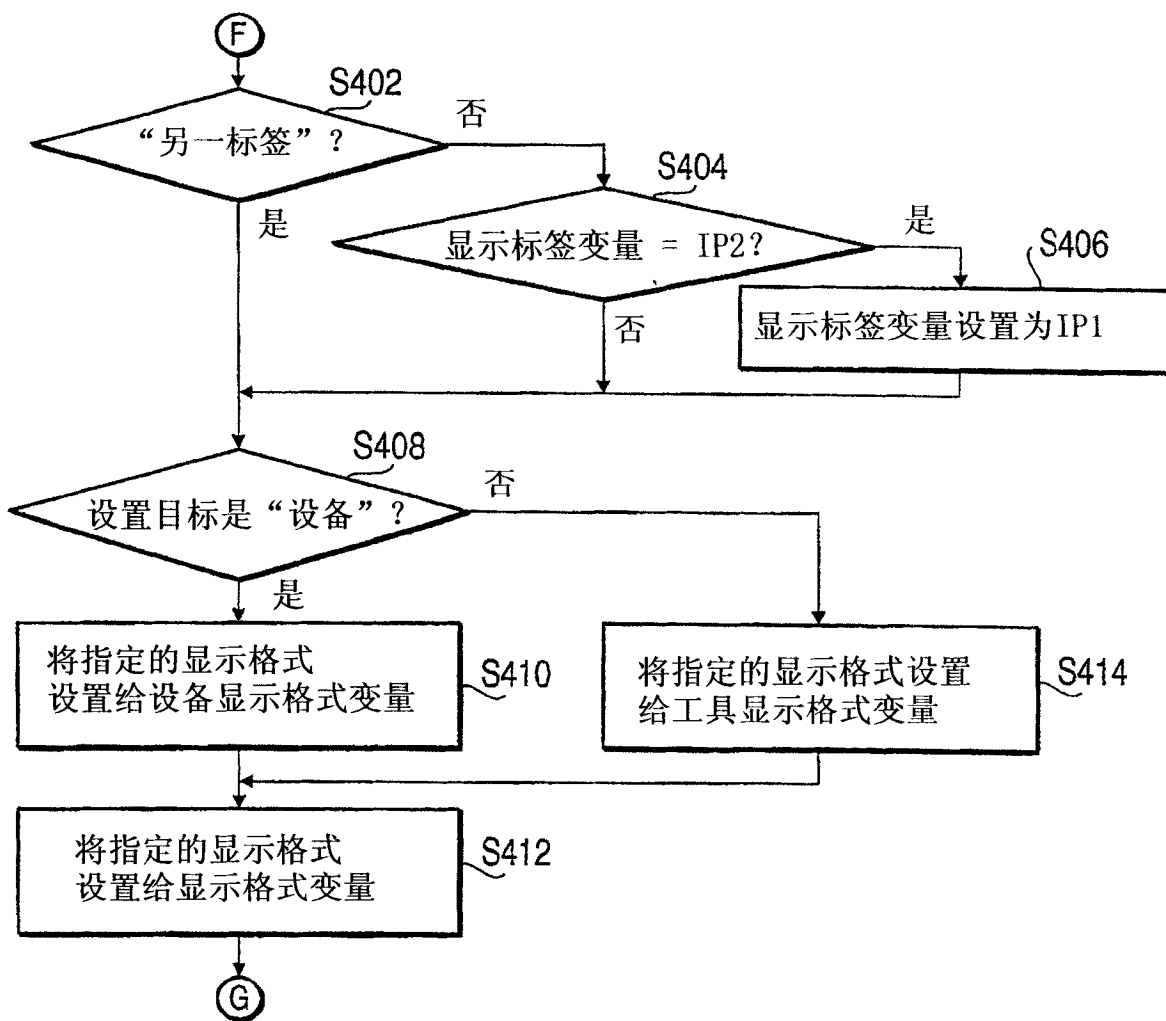 F
S402
“另一标签”?
否
是
S404
显示标签变量 = IP2?
是
否
S406
显示标签变量设置为IP1
S408
设置目标是“设备”?
否
是
将指定的显示格式
设置给设备显示格式变量
S410
将指定的显示格式设置
给工具显示格式变量
S414
将指定的显示格式
设置给显示格式变量
S412
G